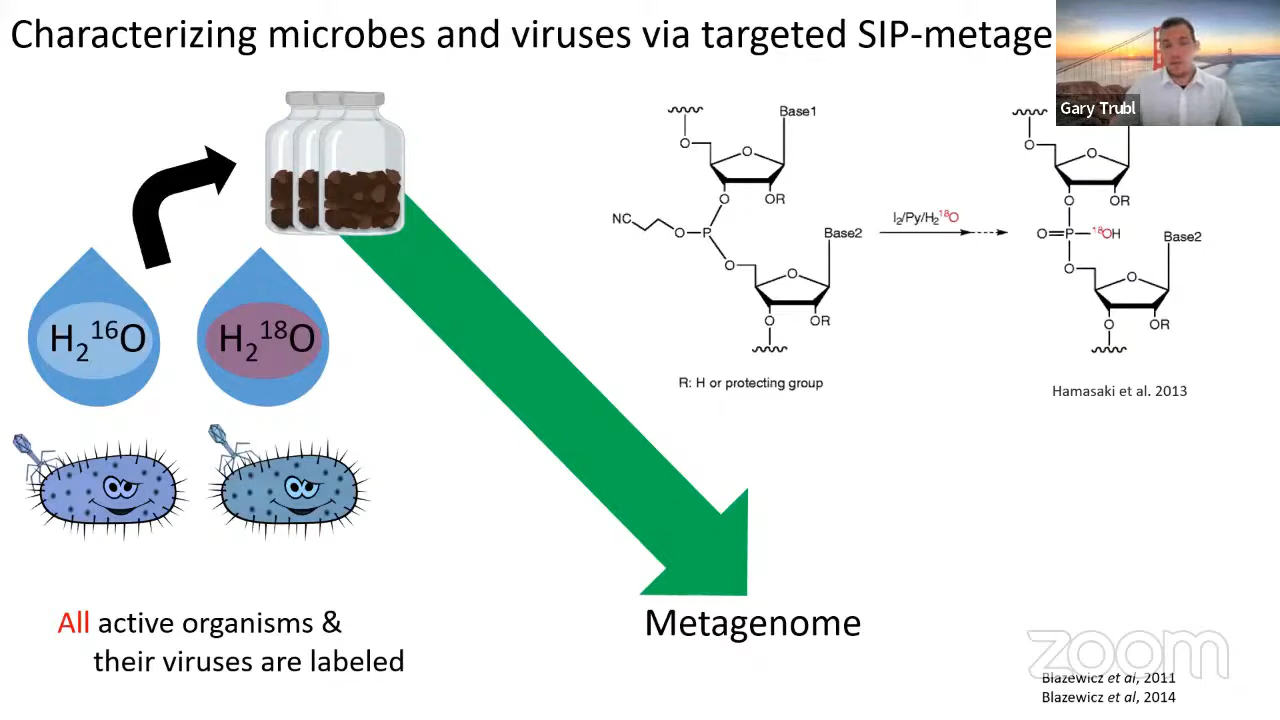 Characterizing microbes and viruses via targeted SIP-metage
Gary Trubl
H₂¹⁶O
H₂¹⁸O
All active organisms &
their viruses are labeled
Metagenome
Base1
O
O
O
OR
NC
O
P
O
Base2
O
O
OR
R: H or protecting group
I₂/Py/H₂¹⁸O
O
O
O
OR
O=P-¹⁸OH
O
Base2
O
O
OR
Hamasaki et al. 2013
zoom
Blazewicz et al, 2011
Blazewicz et al, 2014